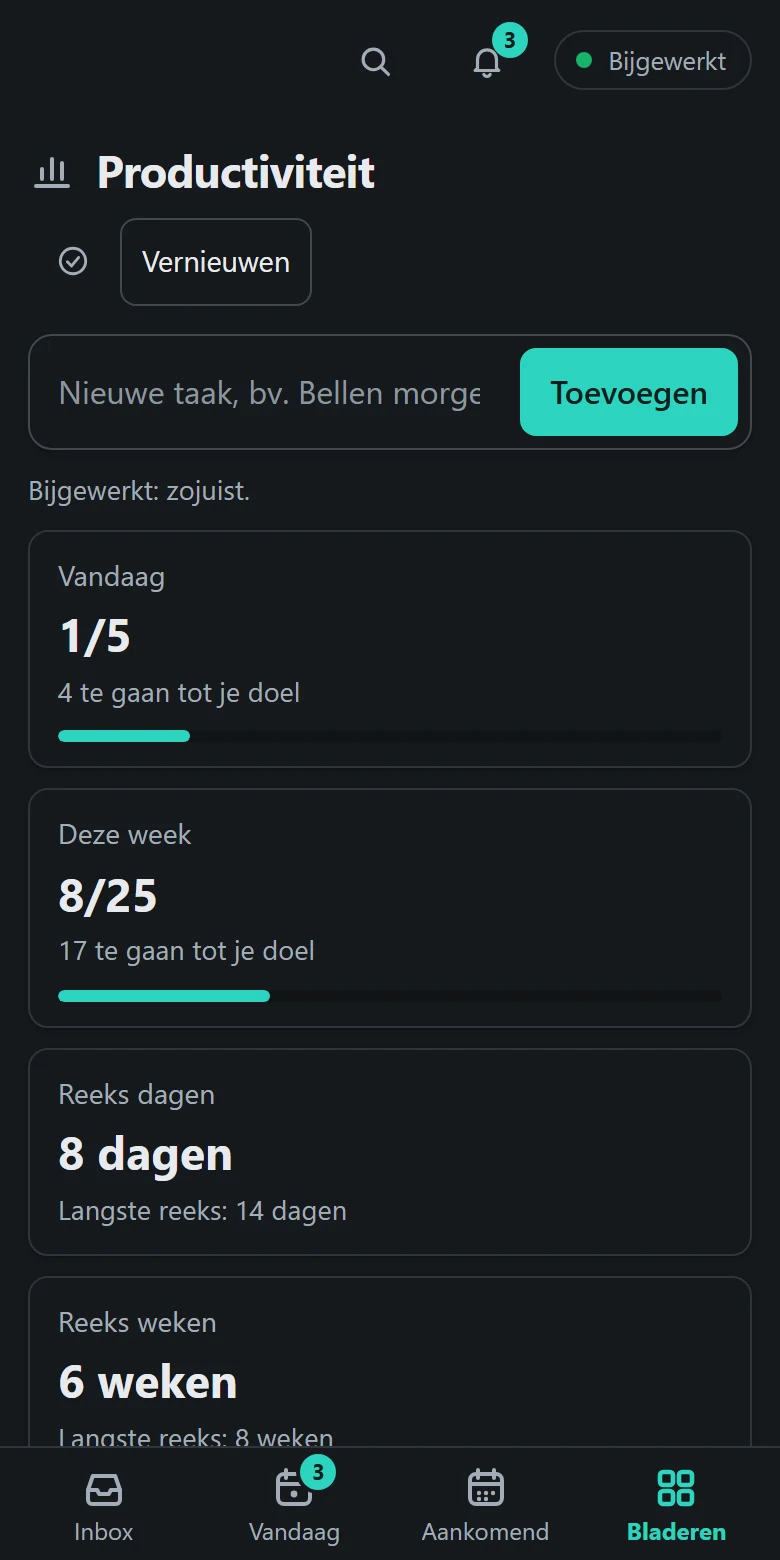 3
Bijgewerkt
Productiviteit
Vernieuwen
Nieuwe taak, bv. Bellen morge
Toevoegen
Bijgewerkt: zojuist.
Vandaag
1/5
4 te gaan tot je doel
Deze week
8/25
17 te gaan tot je doel
Reeks dagen
8 dagen
Langste reeks: 14 dagen
Reeks weken
6 weken
Langste reeks: 8 weken
3
Inbox
Vandaag
Aankomend
Bladeren